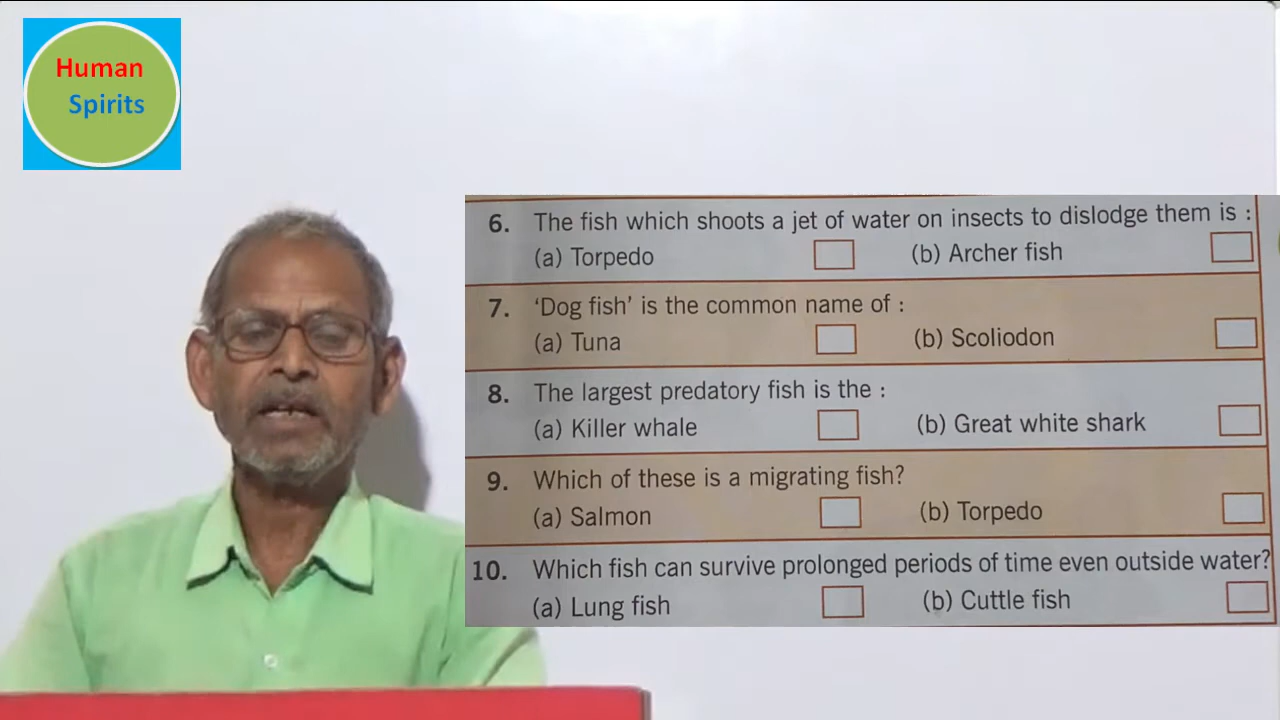 Human
Spirits
6. The fish which shoots a jet of water on insects to dislodge them is :
(a) Torpedo (b) Archer fish
7. ‘Dog fish’ is the common name of :
(a) Tuna (b) Scoliodon
8. The largest predatory fish is the :
(a) Killer whale (b) Great white shark
9. Which of these is a migrating fish?
(a) Salmon (b) Torpedo
10. Which fish can survive prolonged periods of time even outside water?
(a) Lung fish (b) Cuttle fish